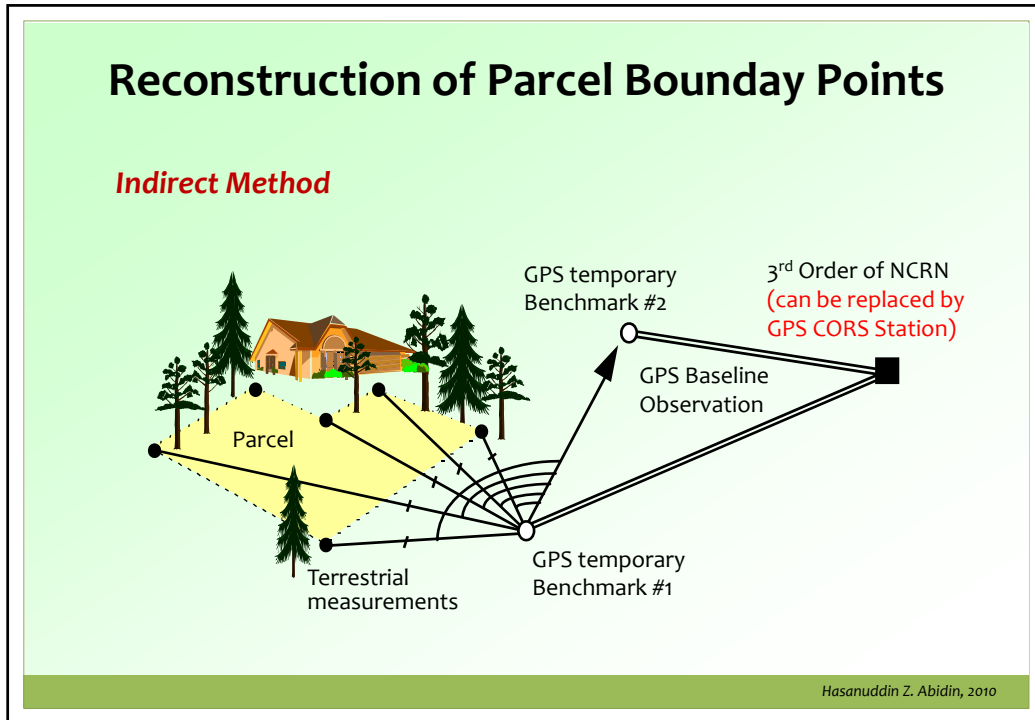 Reconstruction of Parcel Bounday Points
Indirect Method
GPS temporary
Benchmark #2
3rd Order of NCRN
(can be replaced by
GPS CORS Station)
GPS Baseline
Observation
Parcel
GPS temporary
Benchmark #1
Terrestrial
measurements
Hasanuddin Z. Abidin, 2010